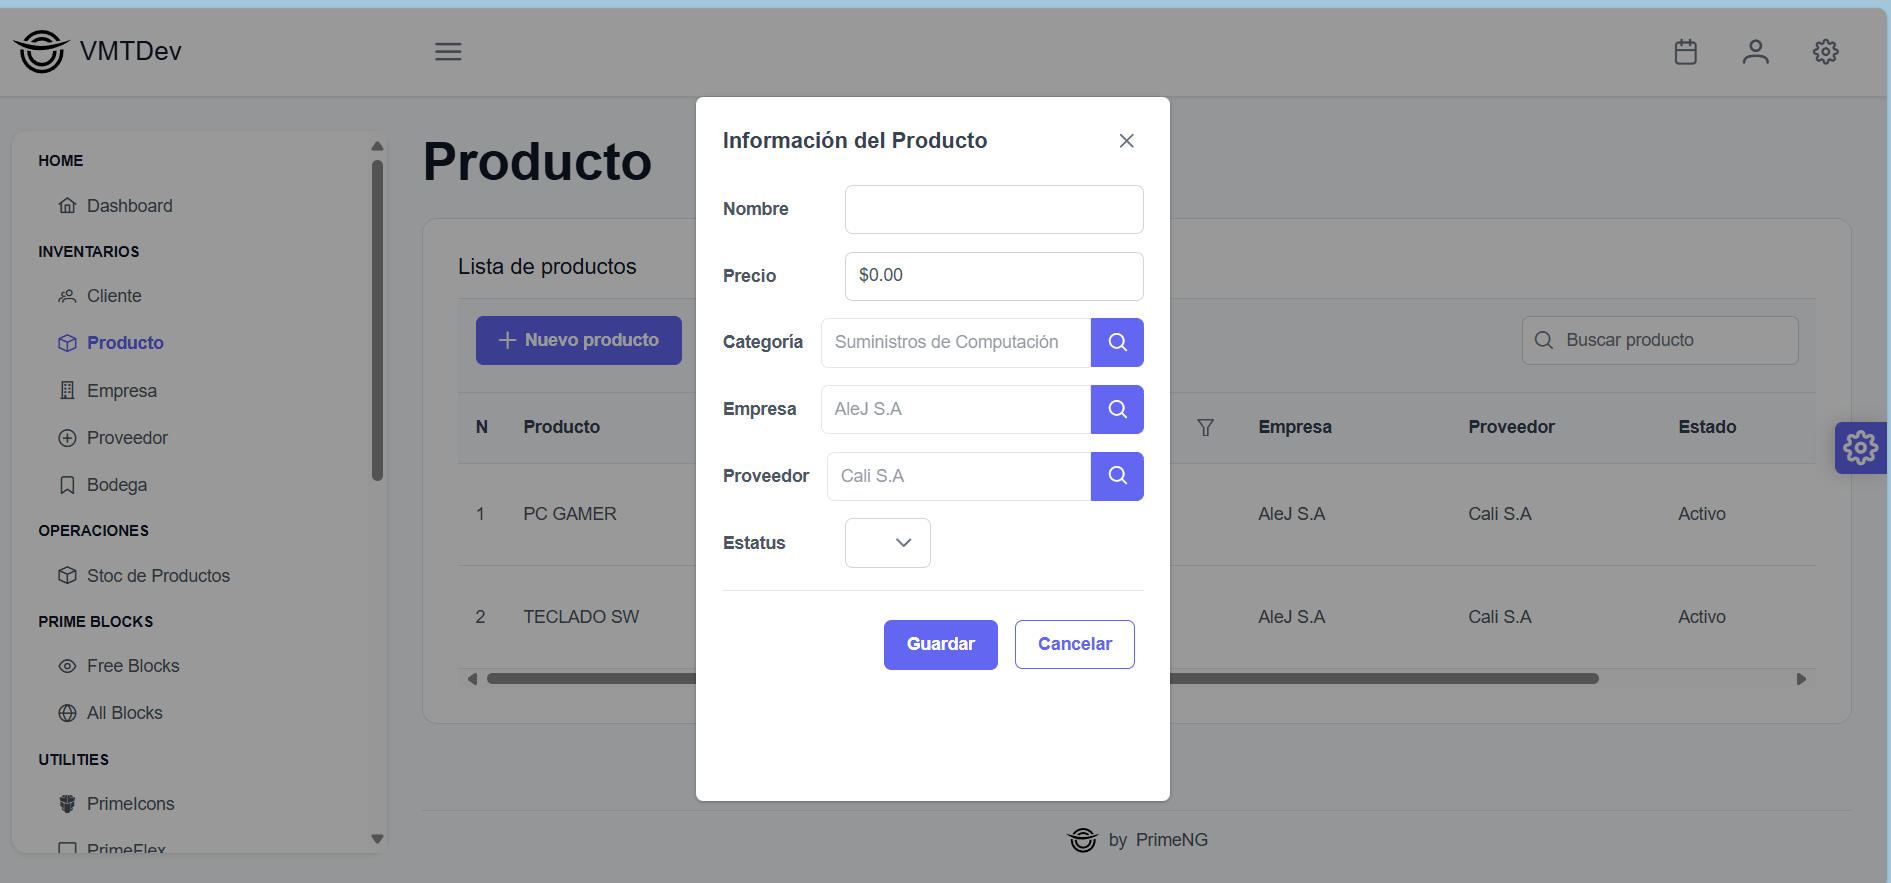 VMTDev
HOME
Dashboard
INVENTARIOS
Cliente
Producto
Empresa
Proveedor
Bodega
OPERACIONES
Stoc de Productos
PRIME BLOCKS
Free Blocks
All Blocks
UTILITIES
PrimeIcons
PrimeFlex
Producto
Lista de productos
Nuevo producto
Buscar producto
N Producto Empresa Proveedor Estado
1 PC GAMER AleJ S.A Cali S.A Activo
2 TECLADO SW AleJ S.A Cali S.A Activo
Información del Producto
Nombre
Precio $0.00
Categoría Suministros de Computación
Empresa AleJ S.A
Proveedor Cali S.A
Estatus
Guardar Cancelar
by PrimeNG